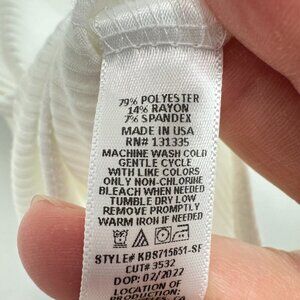 79% POLYESTER
14% RAYON
7% SPANDEX
MADE IN USA
RN# 131335
MACHINE WASH COLD
GENTLE CYCLE
WITH LIKE COLORS
ONLY NON-CHLORINE
BLEACH WHEN NEEDED
TUMBLE DRY LOW
REMOVE PROMPTLY
WARM IRON IF NEEDED
STYLE# KBB715651-SF
CUT# 3532
DOP: 02/2022
LOCATION OF